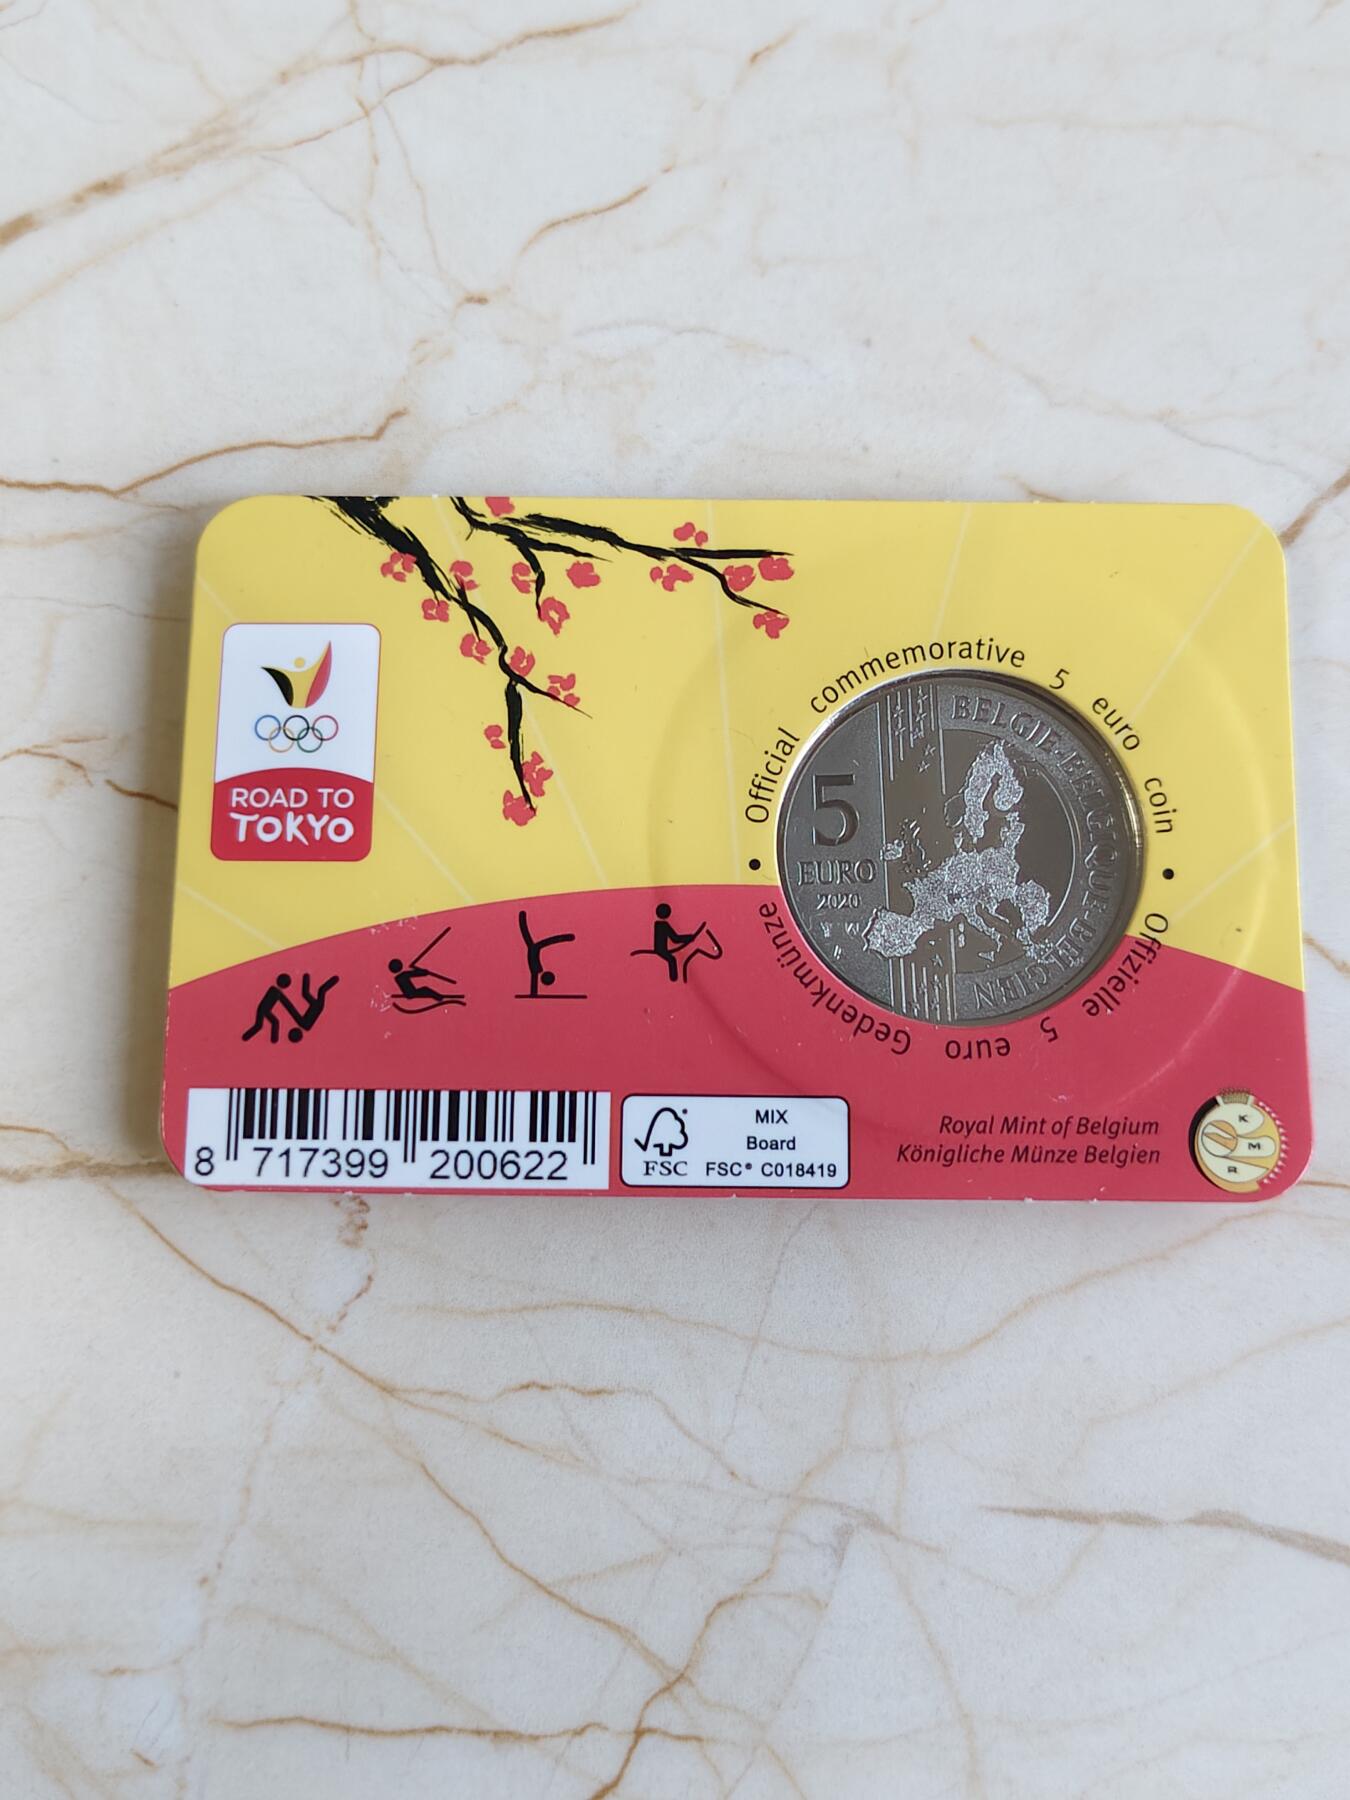 ROAD TO
TOKYO
Official commemorative 5 euro coin
Offizielle 5 euro Gedenkmünze
5
EURO
2020
BELGIE·BELGIQUE·BELGIEN
8 717399 200622
FSC
MIX
Board
FSC® C018419
Royal Mint of Belgium
Königliche Münze Belgien
K
M
R